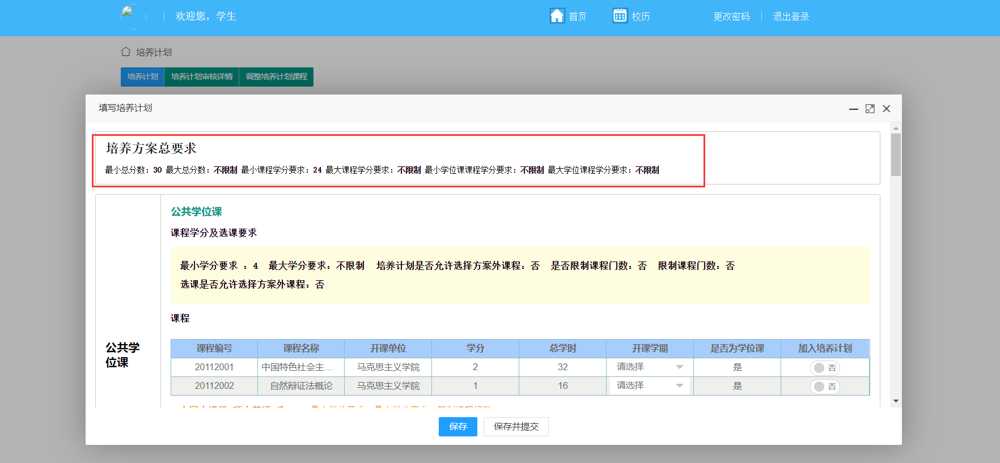 欢迎您，学生 首页 校历 更改密码 退出登录
培养计划
培养计划 培养计划审核详情 调整培养计划课程
填写培养计划
培养方案总要求
最小总分数：30 最大总分数：不限制 最小课程学分要求：24 最大课程学分要求：不限制 最小学位课课程学分要求：不限制 最大学位课程学分要求：不限制
公共学位课
课程学分及选课要求
最小学分要求 ：4 最大学分要求：不限制 培养计划是否允许选择方案外课程：否 是否限制课程门数：否 限制课程门数：否
选课是否允许选择方案外课程：否
课程
公共学
位课
课程编号 课程名称 开课单位 学分 总学时 开课学期 是否为学位课 加入培养计划
20112001 中国特色社会主... 马克思主义学院 2 32 请选择 是 否
20112002 自然辩证法概论 马克思主义学院 1 16 请选择 是 否
保存 保存并提交